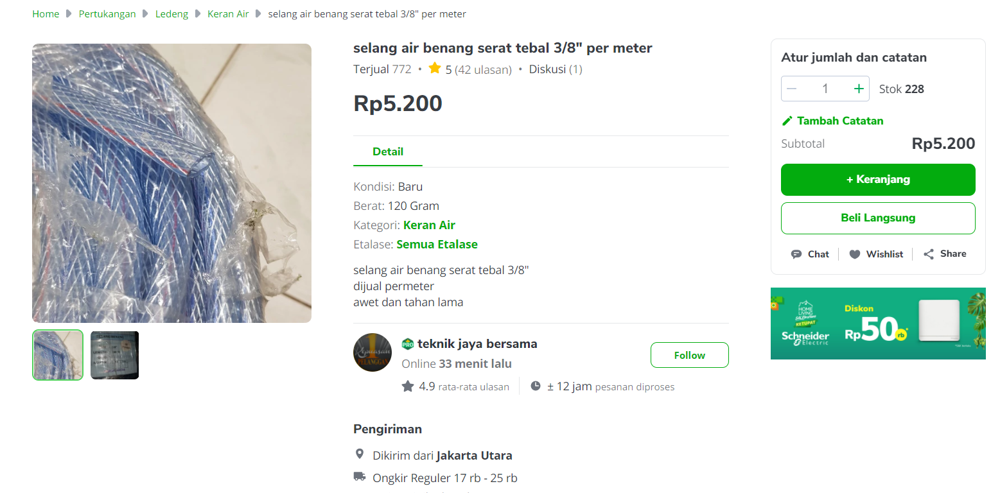 Home Pertukangan Ledeng Keran Air selang air benang serat tebal 3/8" per meter
selang air benang serat tebal 3/8" per meter
Terjual 772 • 5 (42 ulasan) • Diskusi (1)
Rp5.200
Detail
Kondisi: Baru
Berat: 120 Gram
Kategori: Keran Air
Etalase: Semua Etalase
selang air benang serat tebal 3/8"
dijual permeter
awet dan tahan lama
1
Kepuasan
PELANGGAN
PRO teknik jaya bersama
Online 33 menit lalu
Follow
4.9 rata-rata ulasan
± 12 jam pesanan diproses
Pengiriman
Dikirim dari Jakarta Utara
Ongkir Reguler 17 rb - 25 rb
Atur jumlah dan catatan
1
Stok 228
Tambah Catatan
Subtotal Rp5.200
+ Keranjang
Beli Langsung
Chat Wishlist Share
HOME
LIVING
KETUPAT
Schneider
Electric
Diskon
Rp50rb*